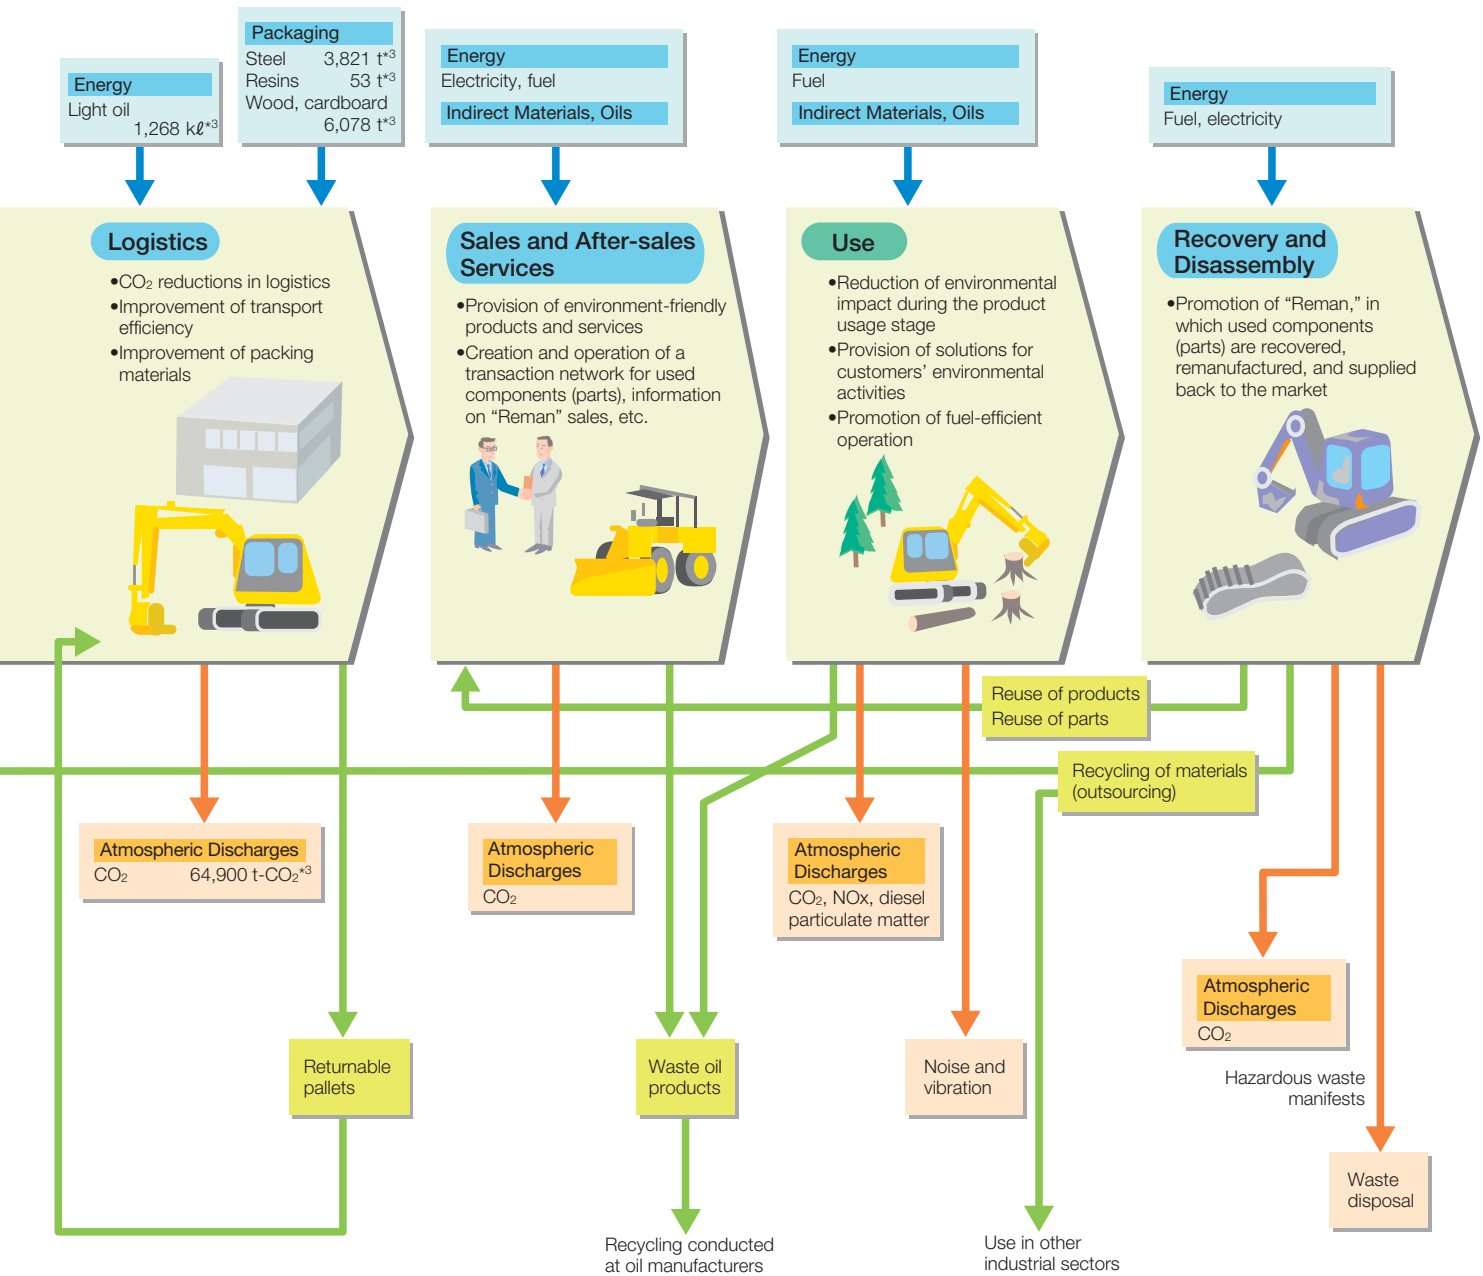 Energy
Light oil
1,268 kℓ*3
Packaging
Steel 3,821 t*3
Resins 53 t*3
Wood, cardboard
6,078 t*3
Energy
Electricity, fuel
Indirect Materials, Oils
Energy
Fuel
Indirect Materials, Oils
Energy
Fuel, electricity
Logistics
•CO2 reductions in logistics
•Improvement of transport
efficiency
•Improvement of packing
materials
Sales and After-sales
Services
•Provision of environment-friendly
products and services
•Creation and operation of a
transaction network for used
components (parts), information
on “Reman” sales, etc.
Use
•Reduction of environmental
impact during the product
usage stage
•Provision of solutions for
customers’ environmental
activities
•Promotion of fuel-efficient
operation
Recovery and
Disassembly
•Promotion of “Reman,” in
which used components
(parts) are recovered,
remanufactured, and supplied
back to the market
Reuse of products
Reuse of parts
Recycling of materials
(outsourcing)
Atmospheric Discharges
CO2 64,900 t-CO2*3
Atmospheric
Discharges
CO2
Atmospheric
Discharges
CO2, NOx, diesel
particulate matter
Atmospheric
Discharges
CO2
Returnable
pallets
Waste oil
products
Noise and
vibration
Hazardous waste
manifests
Waste
disposal
Recycling conducted
at oil manufacturers
Use in other
industrial sectors